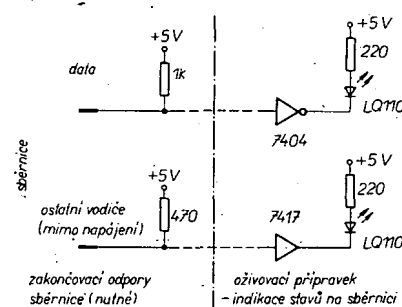 +5V
220
LQ110
data
+5V
1k
7404
sběrnice
ostatní vodiče
(mimo napájení)
+5V
470
7417
+5V
220
LQ110
zakončovací odpory
sběrnice (nutné)
oživovací přípravek
– indikace stavů na sběrnici